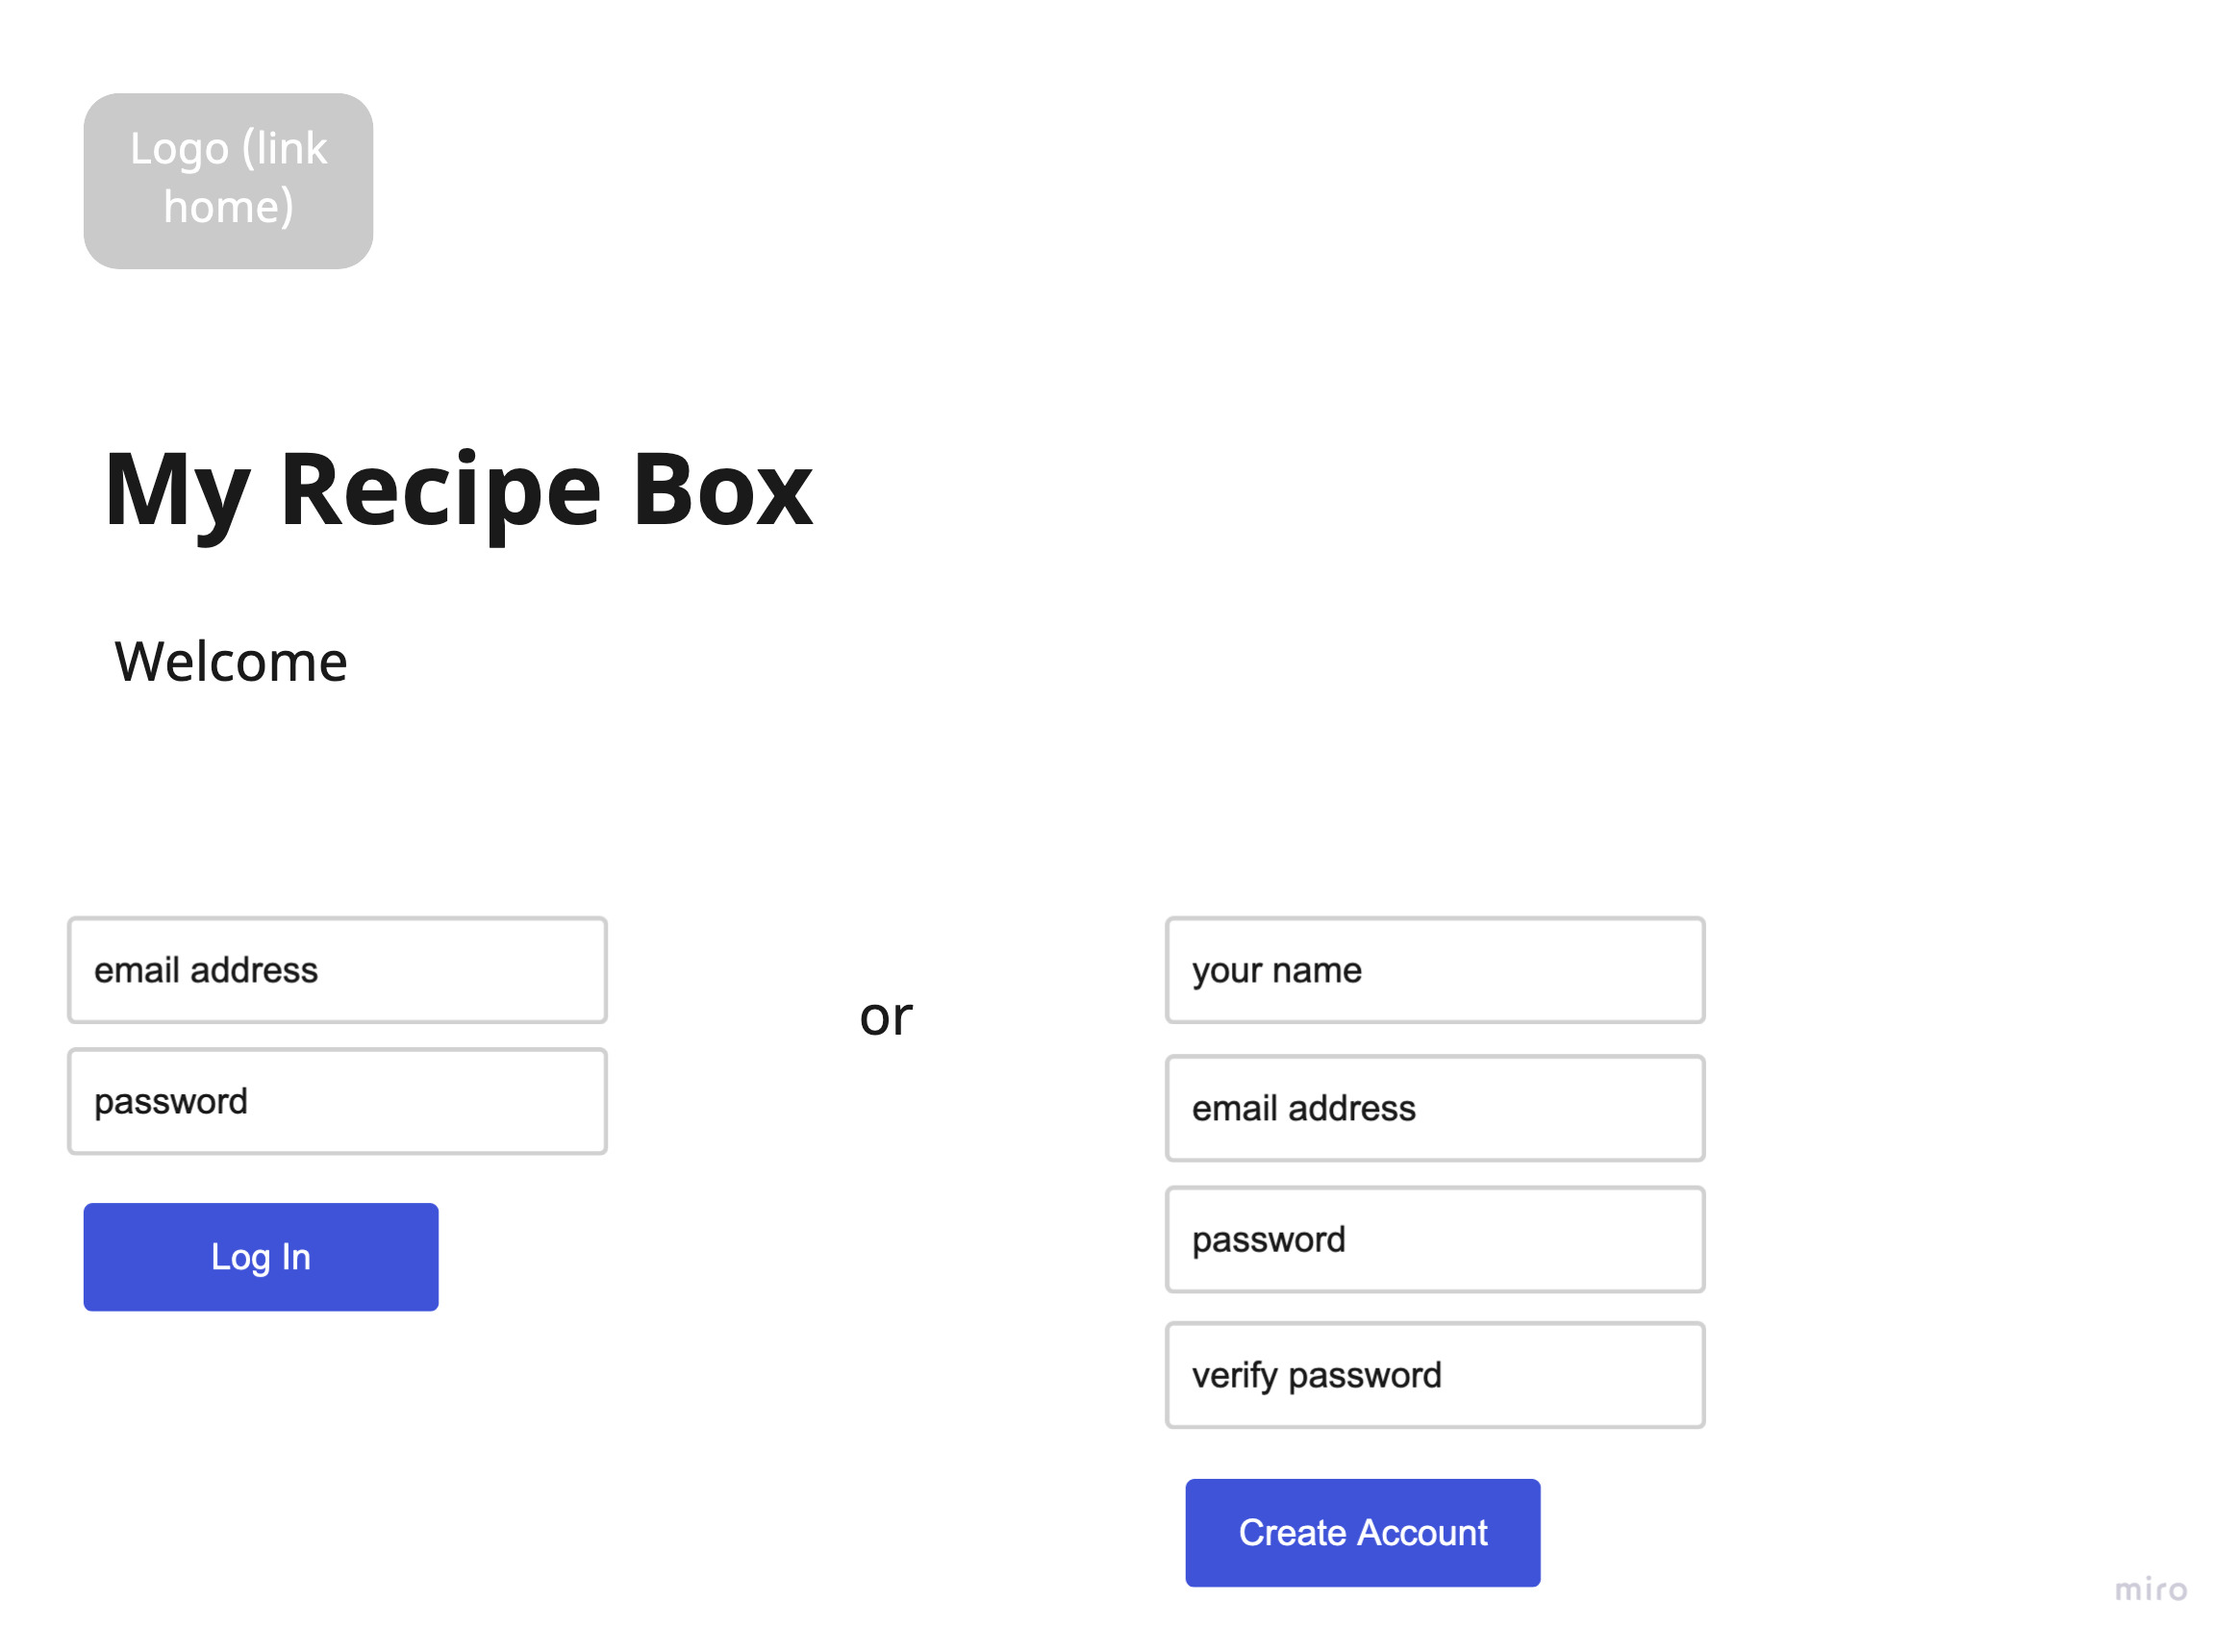 Logo (link
home)
My Recipe Box
Welcome
email address
password
Log In
or
your name
email address
password
verify password
Create Account
miro